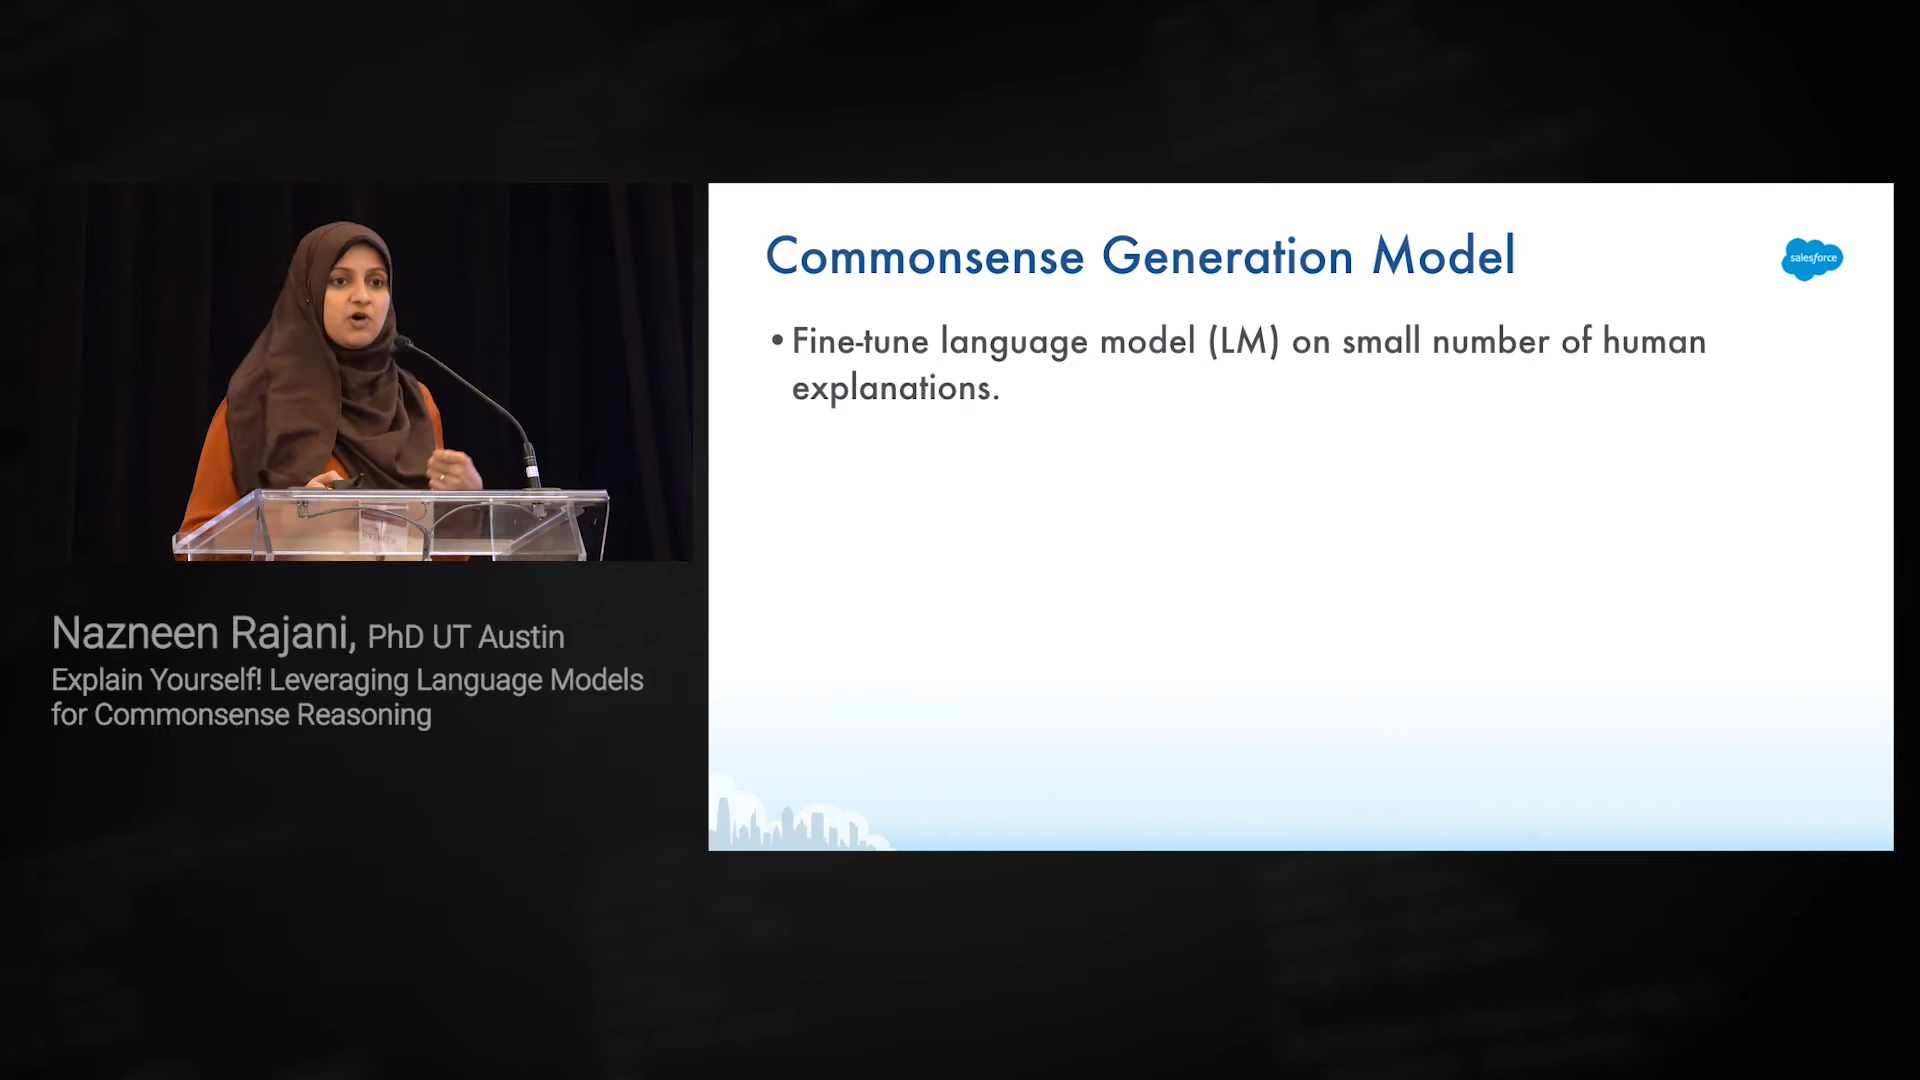 Commonsense Generation Model
salesforce
• Fine-tune language model (LM) on small number of human
explanations.
Nazneen Rajani, PhD UT Austin
Explain Yourself! Leveraging Language Models
for Commonsense Reasoning